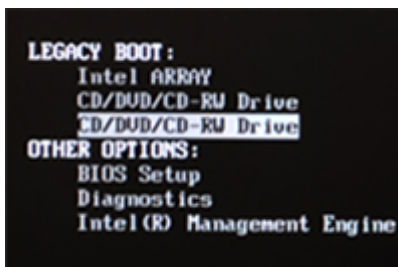 LEGACY BOOT:
Intel ARRAY
CD/DVD/CD-RW Drive
CD/DVD/CD-RW Drive
OTHER OPTIONS:
BIOS Setup
Diagnostics
Intel(R) Management Engine